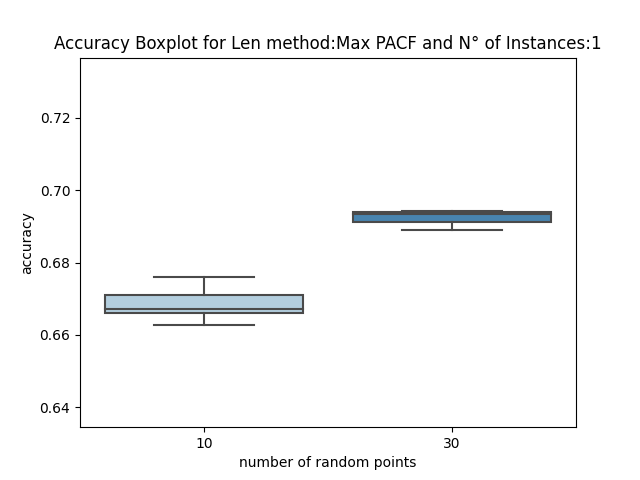 Accuracy Boxplot for Len method:Max PACF and N° of Instances:1
0.72
0.70
0.68
0.66
0.64
accuracy
10
30
number of random points